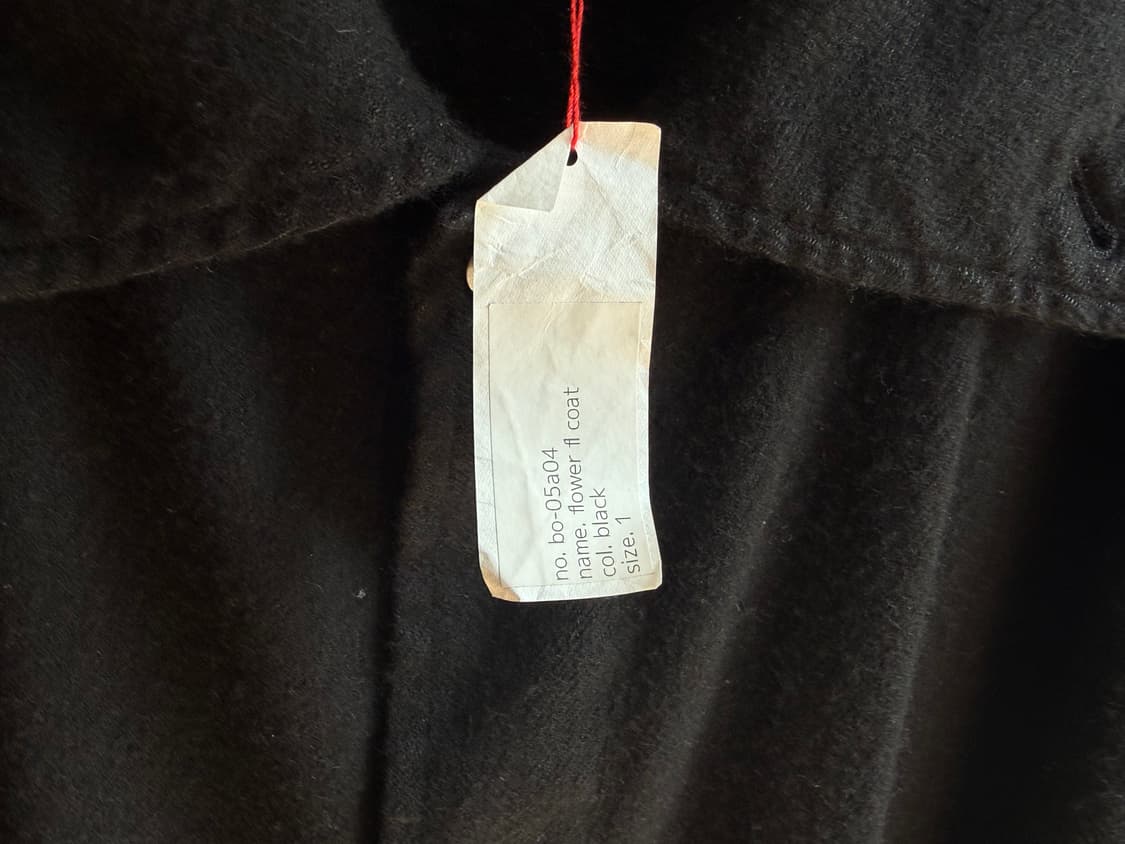 no. bo-05a04
name. flower fl coat
col. black
size. 1